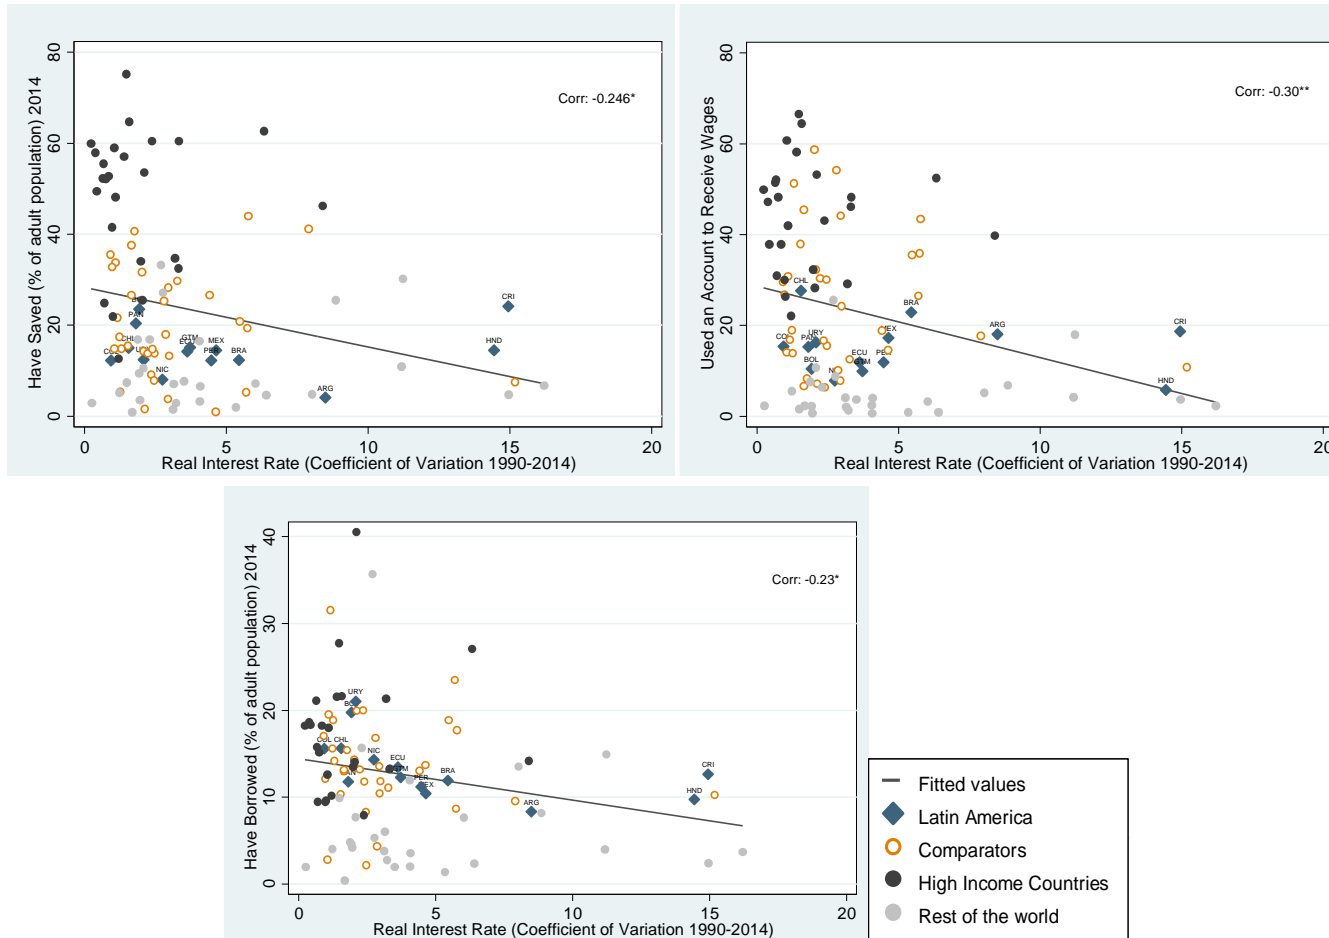 Have Saved (% of adult population) 2014
80
60
40
20
0
Corr: -0.246*
CRI
PAN
GTM
MEX
HND
PER
BRA
NIC
ARG
0 5 10 15 20
Real Interest Rate (Coefficient of Variation 1990-2014)
Used an Account to Receive Wages
80
60
40
20
0
Corr: -0.30**
CHL
BRA
URY
ARG
CRI
BOL
ECU
GTM
HND
0 5 10 15 20
Real Interest Rate (Coefficient of Variation 1990-2014)
Have Borrowed (% of adult population) 2014
40
30
20
10
0
Corr: -0.23*
URY
CHL
NIC
ECU
BRA
CRI
HND
ARG
0 5 10 15 20
Real Interest Rate (Coefficient of Variation 1990-2014)
Fitted values
Latin America
Comparators
High Income Countries
Rest of the world